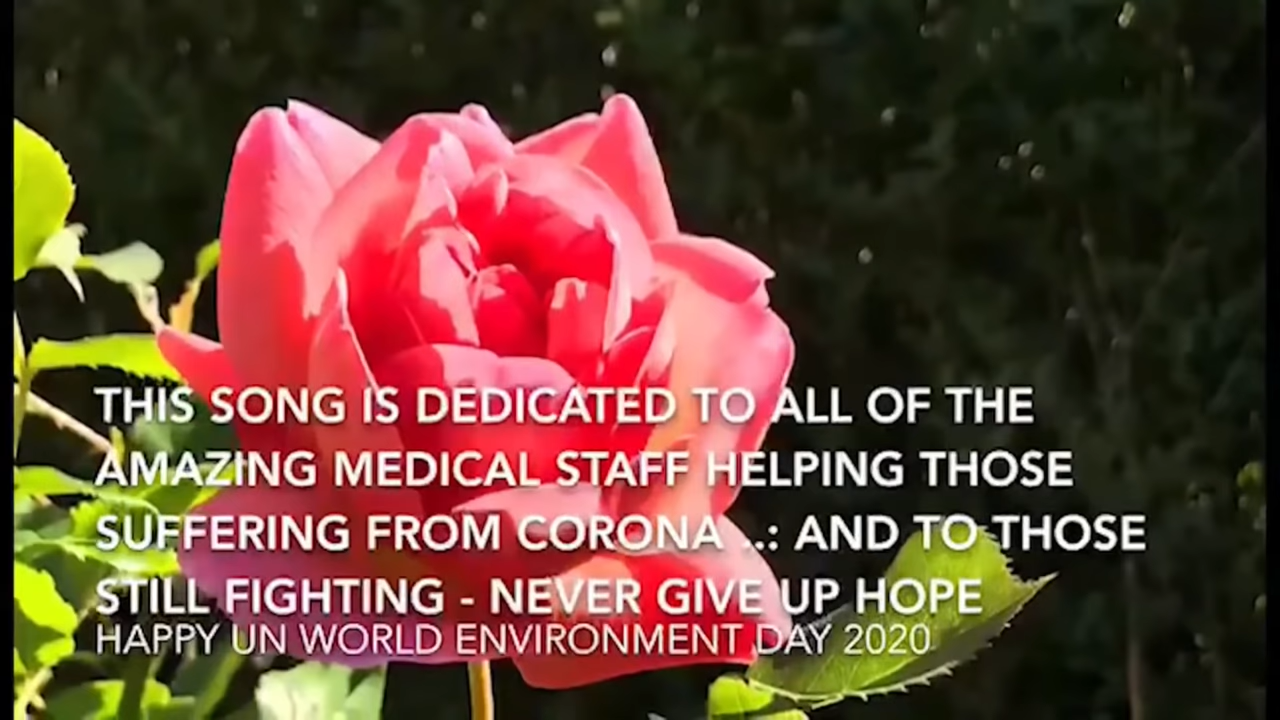 THIS SONG IS DEDICATED TO ALL OF THE
AMAZING MEDICAL STAFF HELPING THOSE
SUFFERING FROM CORONA ..: AND TO THOSE
STILL FIGHTING - NEVER GIVE UP HOPE
HAPPY UN WORLD ENVIRONMENT DAY 2020